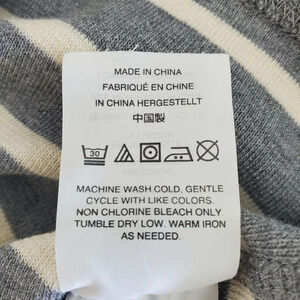 MADE IN CHINA
FABRIQUÉ EN CHINE
IN CHINA HERGESTELLT
中国製
30
MACHINE WASH COLD, GENTLE
CYCLE WITH LIKE COLORS.
NON CHLORINE BLEACH ONLY
TUMBLE DRY LOW. WARM IRON
AS NEEDED.